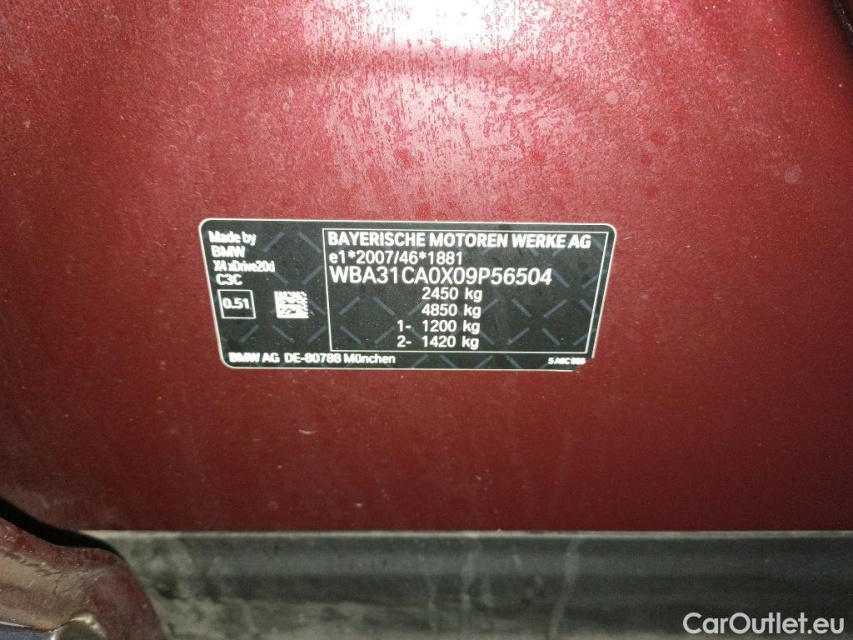 Made by
BMW
X4 xDrive20d
C3C
0.51
BAYERISCHE MOTOREN WERKE AG
e1*2007/46*1881
WBA31CA0X09P56504
2450 kg
4850 kg
1- 1200 kg
2- 1420 kg
BMW AG DE-80788 München
CarOutlet.eu